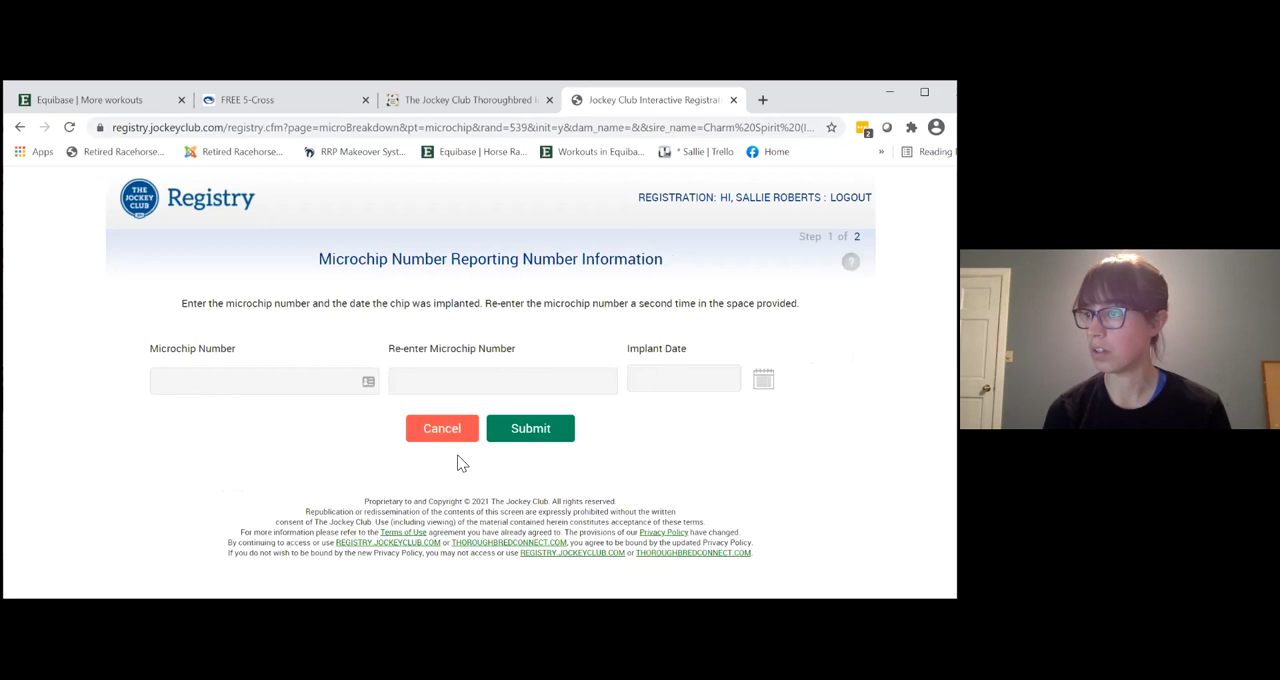 Equibase | More workouts
FREE 5-Cross
The Jockey Club Thoroughbred I
Jockey Club Interactive Registrat
registry.jockeyclub.com/registry.cfm?page=microBreakdown&pt=microchip&rand=539&init=y&dam_name=&&sire_name=Charm%20Spirit%20(I...
2
Apps
Retired Racehorse...
Retired Racehorse...
RRP Makeover Syst...
Equibase | Horse Ra...
Workouts in Equiba...
* Sallie | Trello
Home
»
Reading
THE JOCKEY CLUB
Registry
REGISTRATION: HI, SALLIE ROBERTS : LOGOUT
Step 1 of 2
Microchip Number Reporting Number Information
?
Enter the microchip number and the date the chip was implanted. Re-enter the microchip number a second time in the space provided.
Microchip Number
Re-enter Microchip Number
Implant Date
Cancel
Submit
Proprietary to and Copyright © 2021 The Jockey Club. All rights reserved.
Republication or redissemination of the contents of this screen are expressly prohibited without the written
consent of The Jockey Club. Use (including viewing) of the material contained herein constitutes acceptance of these terms.
For more information please refer to the Terms of Use agreement you have already agreed to. The provisions of our Privacy Policy have changed.
By continuing to access or use REGISTRY.JOCKEYCLUB.COM or THOROUGHBREDCONNECT.COM, you agree to be bound by the updated Privacy Policy.
If you do not wish to be bound by the new Privacy Policy, you may not access or use REGISTRY.JOCKEYCLUB.COM or THOROUGHBREDCONNECT.COM.